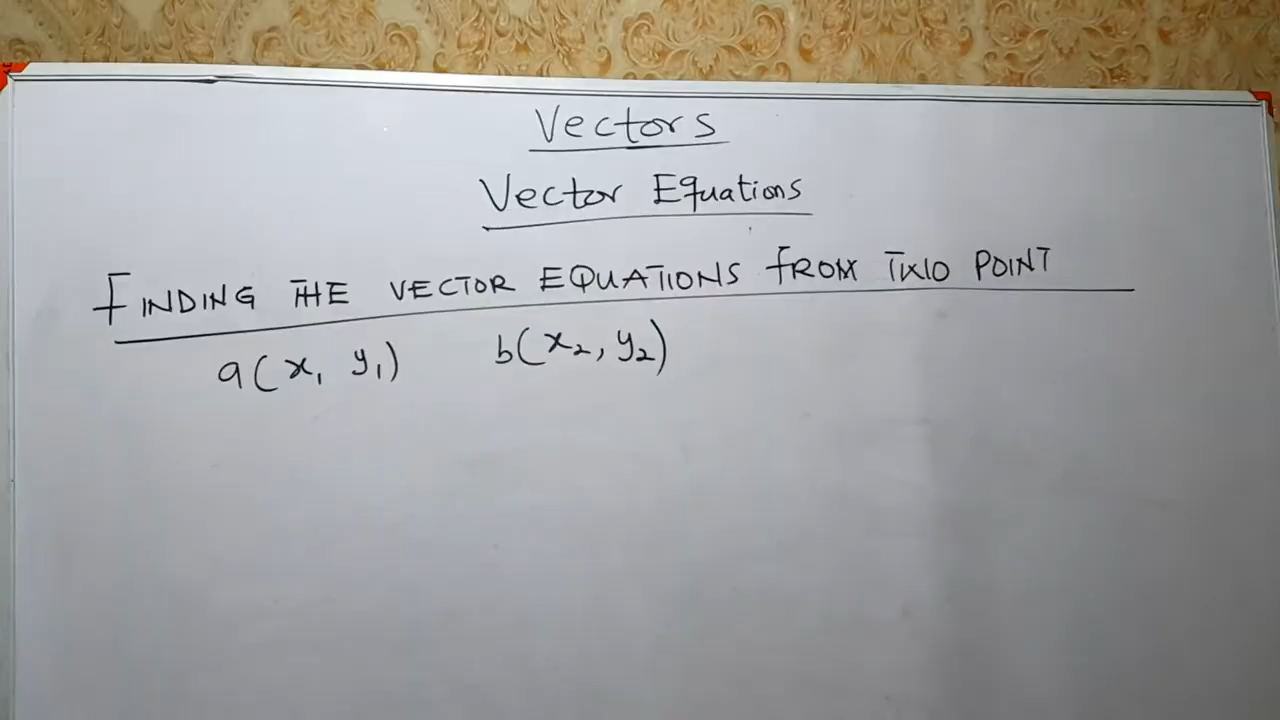 Vectors
Vector Equations
FINDING THE VECTOR EQUATIONS FROM TWO POINT
a(x₁ y₁) b(x₂, y₂)